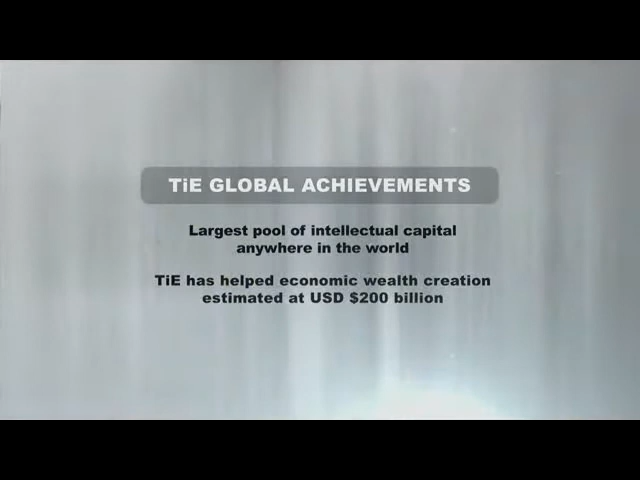 TiE GLOBAL ACHIEVEMENTS
Largest pool of intellectual capital
anywhere in the world
TiE has helped economic wealth creation
estimated at USD $200 billion